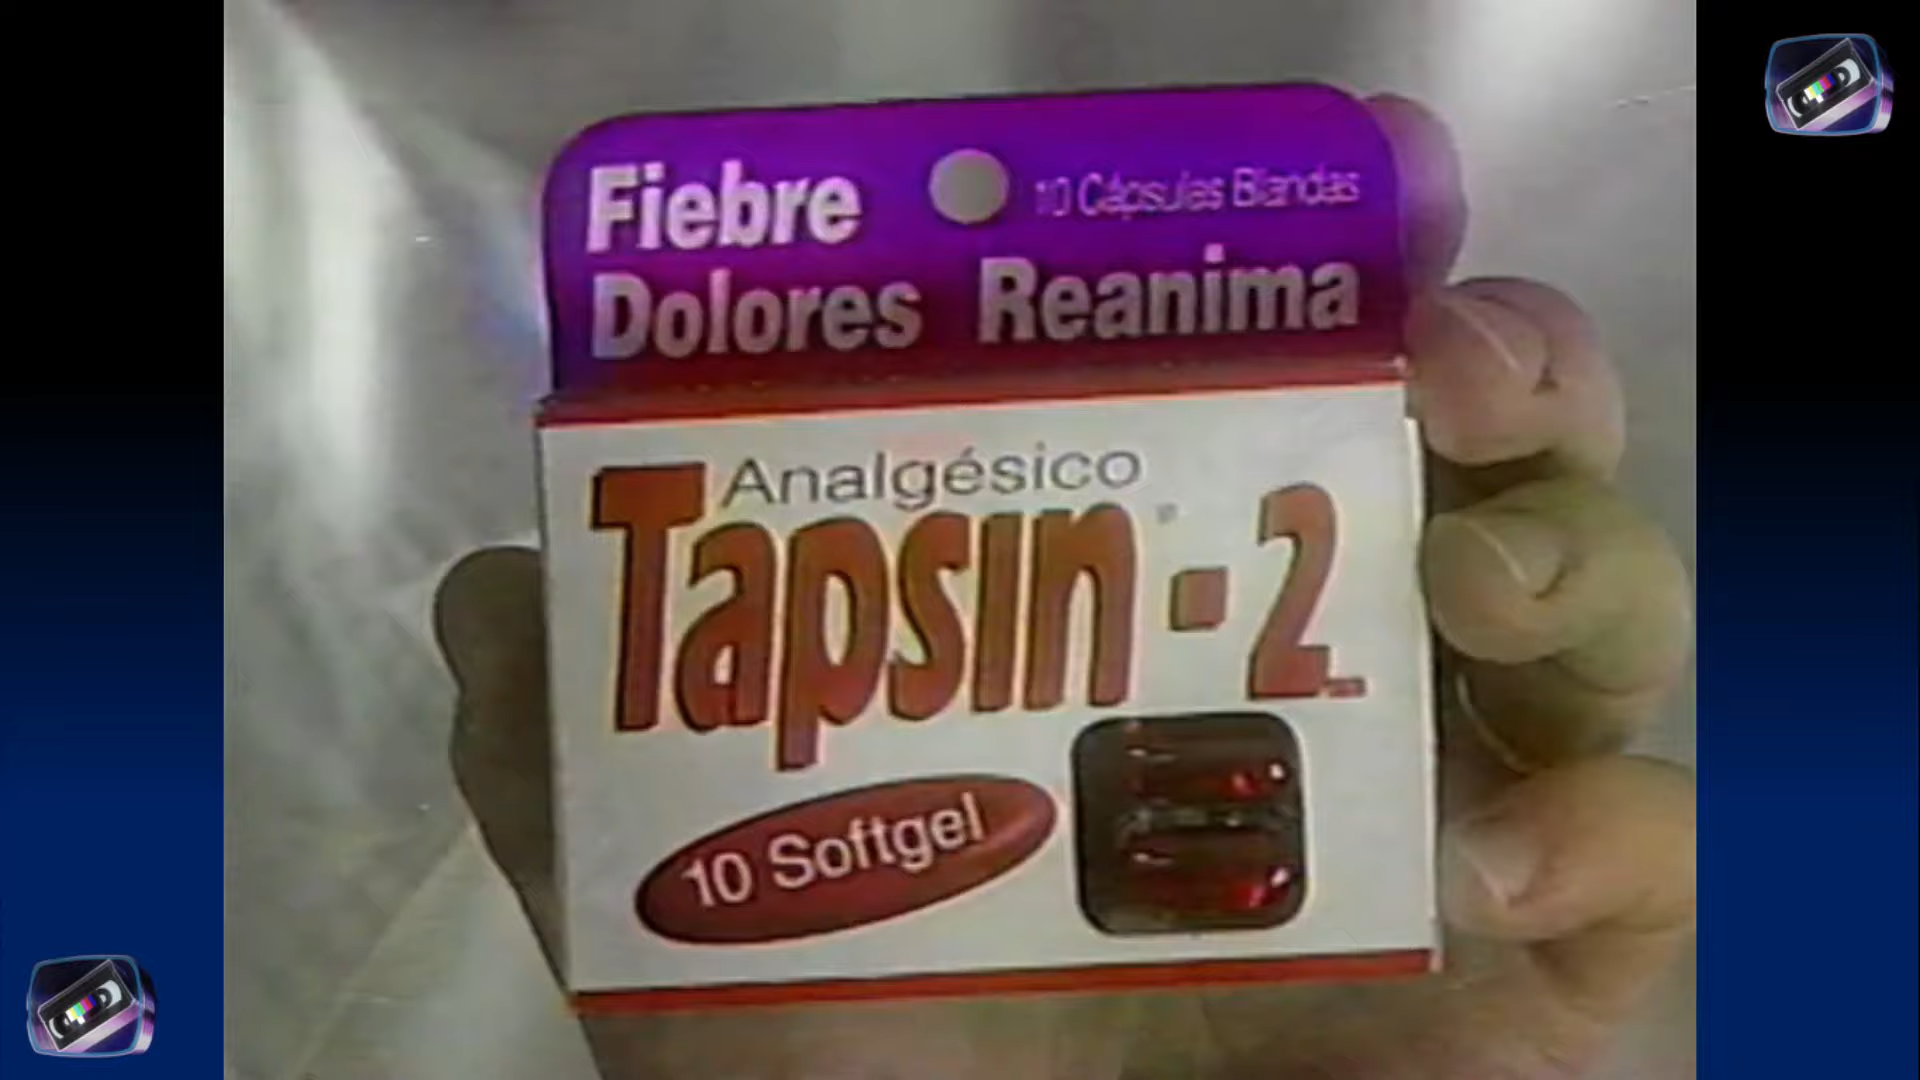 Fiebre
10 Cápsulas Blandas
Dolores Reanima
Analgésico
Tapsin-2
10 Softgel